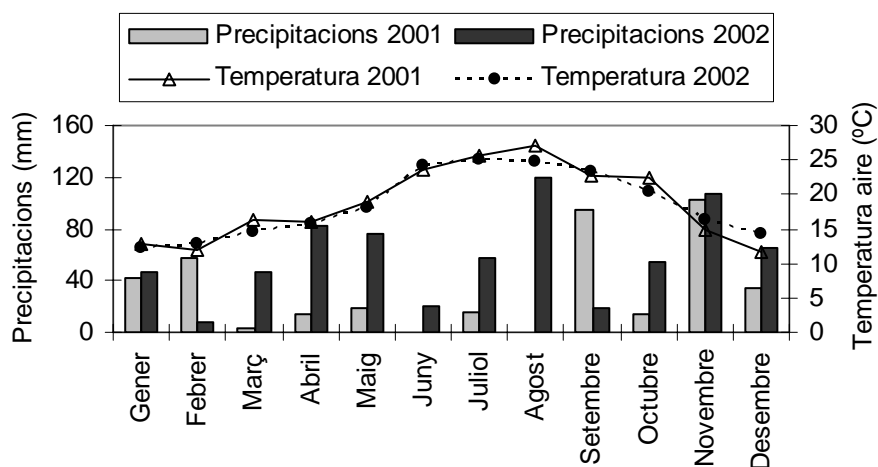 Precipitacions 2001 Precipitacions 2002
Temperatura 2001 Temperatura 2002
Precipitacions (mm)
160
120
80
40
0
Temperatura aire (ºC)
30
25
20
15
10
5
0
Gener
Febrer
Març
Abril
Maig
Juny
Juliol
Agost
Setembre
Octubre
Novembre
Desembre